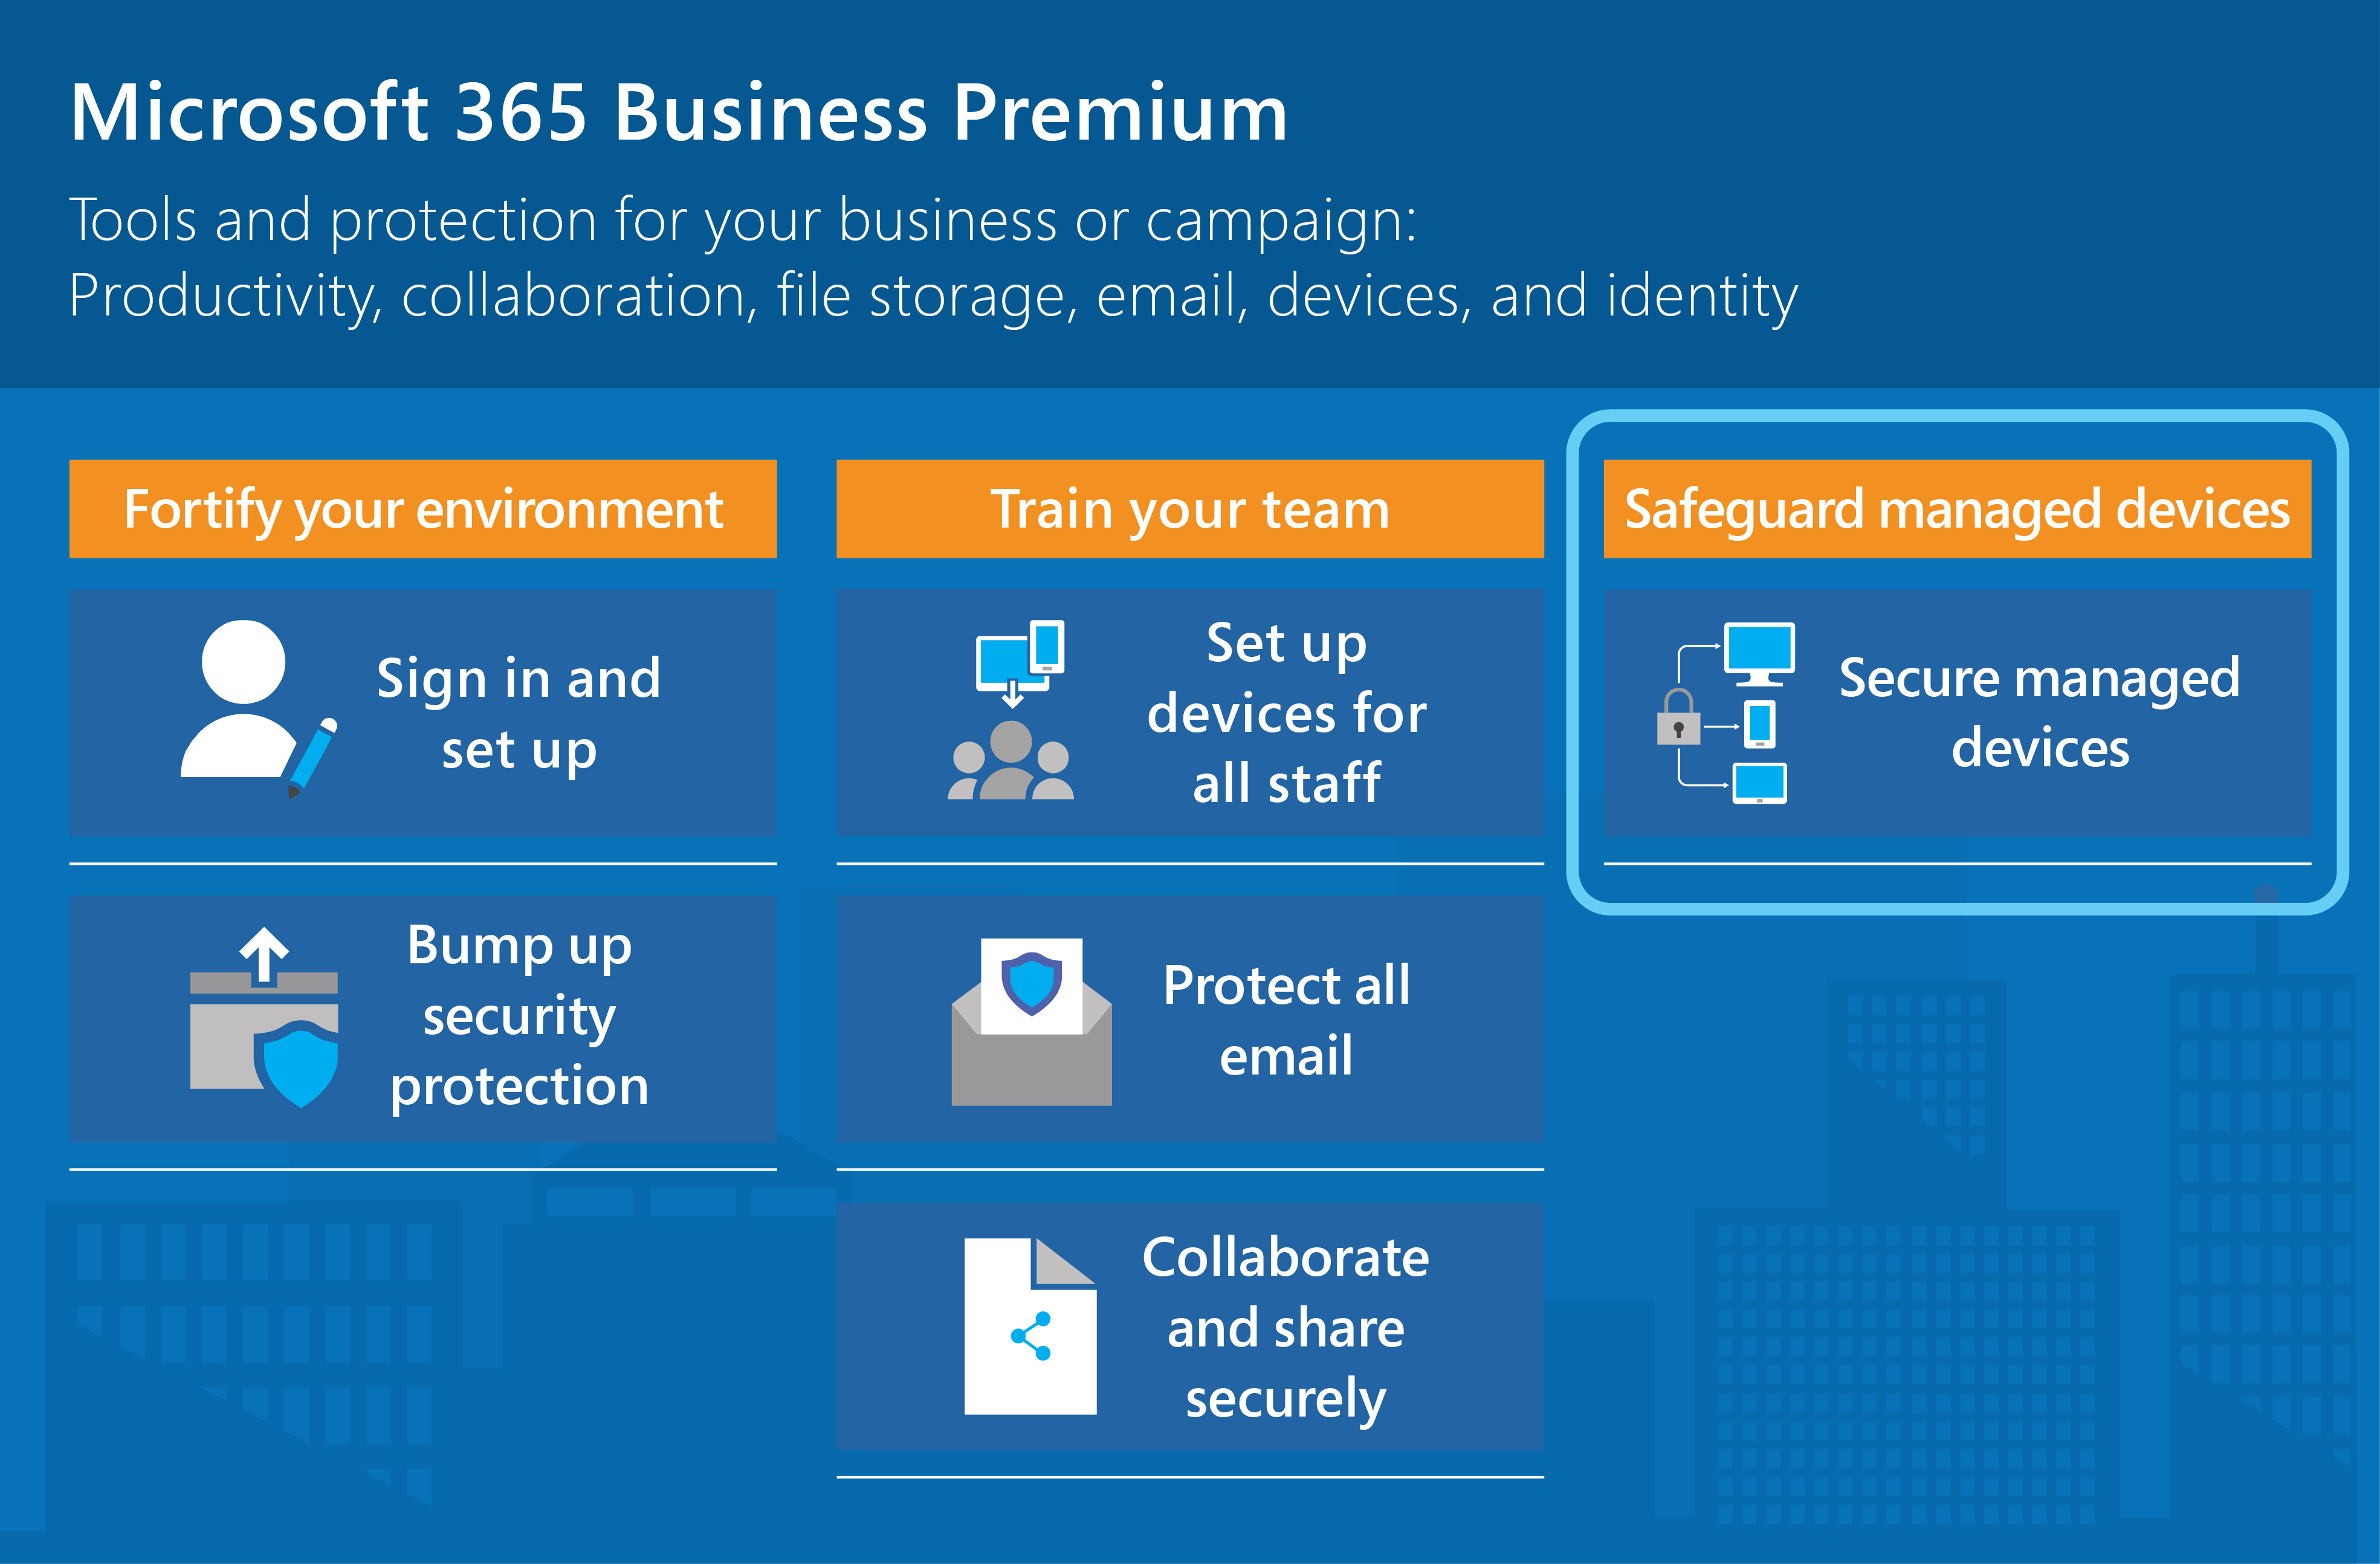 Microsoft 365 Business Premium
Tools and protection for your business or campaign:
Productivity, collaboration, file storage, email, devices, and identity
Fortify your environment
Sign in and
set up
Bump up
security
protection
Train your team
Set up
devices for
all staff
Protect all
email
Collaborate
and share
securely
Safeguard managed devices
Secure managed
devices